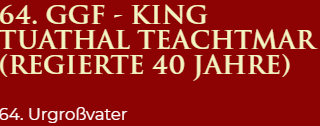 64. GGF - KING
TUATHAL TEACHTMAR
(REGIERTE 40 JAHRE)
64. Urgroßvater